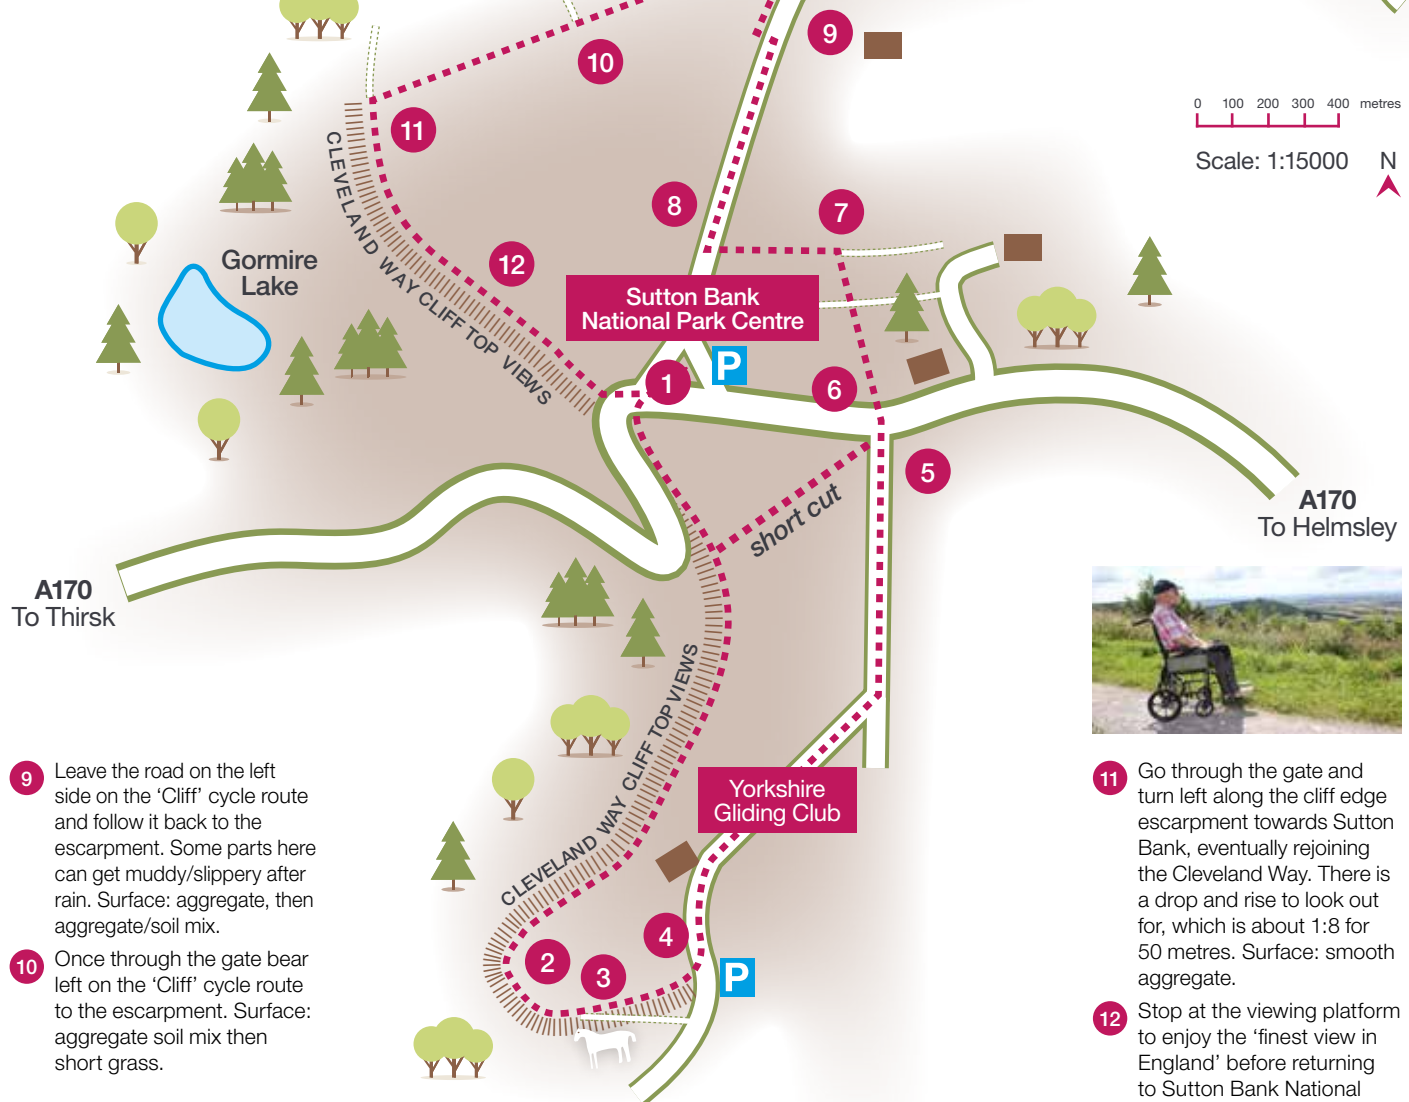 9
10
0 100 200 300 400 metres
Scale: 1:15000
N
11
CLEVELAND WAY CLIFF TOP VIEWS
8
7
12
Gormire
Lake
Sutton Bank
National Park Centre
P
1
6
5
short cut
A170
To Helmsley
A170
To Thirsk
CLEVELAND WAY CLIFF TOP VIEWS
Yorkshire
Gliding Club
4
2
3
P
9 Leave the road on the left
side on the ‘Cliff’ cycle route
and follow it back to the
escarpment. Some parts here
can get muddy/slippery after
rain. Surface: aggregate, then
aggregate/soil mix.
10 Once through the gate bear
left on the ‘Cliff’ cycle route
to the escarpment. Surface:
aggregate soil mix then
short grass.
11 Go through the gate and
turn left along the cliff edge
escarpment towards Sutton
Bank, eventually rejoining
the Cleveland Way. There is
a drop and rise to look out
for, which is about 1:8 for
50 metres. Surface: smooth
aggregate.
12 Stop at the viewing platform
to enjoy the ‘finest view in
England’ before returning
to Sutton Bank National